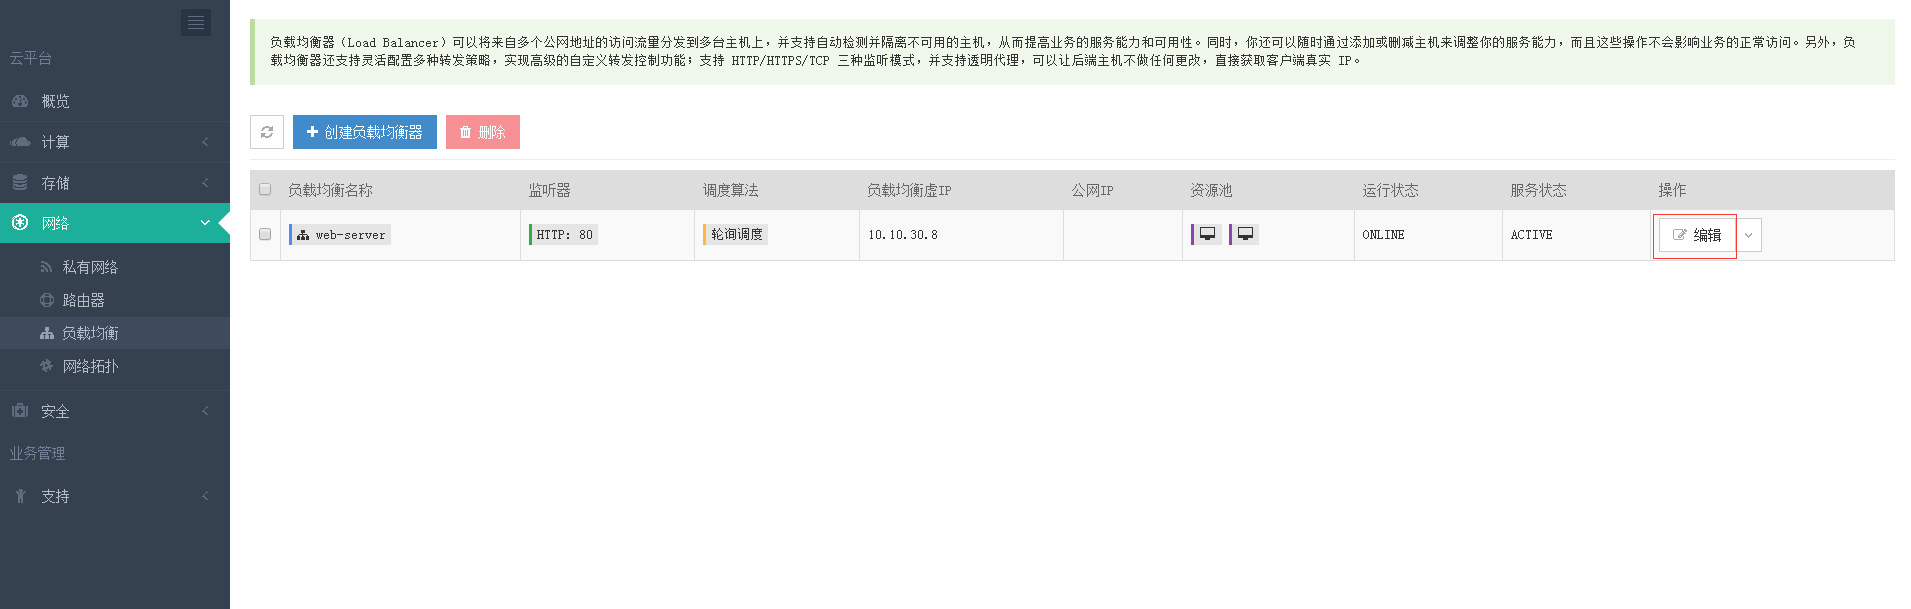 云平台
概览
计算
存储
网络
私有网络
路由器
负载均衡
网络拓扑
安全
业务管理
支持
负载均衡器（Load Balancer）可以将来自多个公网地址的访问流量分发到多台主机上，并支持自动检测并隔离不可用的主机，从而提高业务的服务能力和可用性。同时，你还可以随时通过添加或删减主机来调整你的服务能力，而且这些操作不会影响业务的正常访问。另外，负
载均衡器还支持灵活配置多种转发策略，实现高级的自定义转发控制功能；支持 HTTP/HTTPS/TCP 三种监听模式，并支持透明代理，可以让后端主机不做任何更改，直接获取客户端真实 IP。
创建负载均衡器 删除
负载均衡名称 监听器 调度算法 负载均衡虚IP 公网IP 资源池 运行状态 服务状态 操作
web-server HTTP: 80 轮询调度 10.10.30.8 ONLINE ACTIVE 编辑